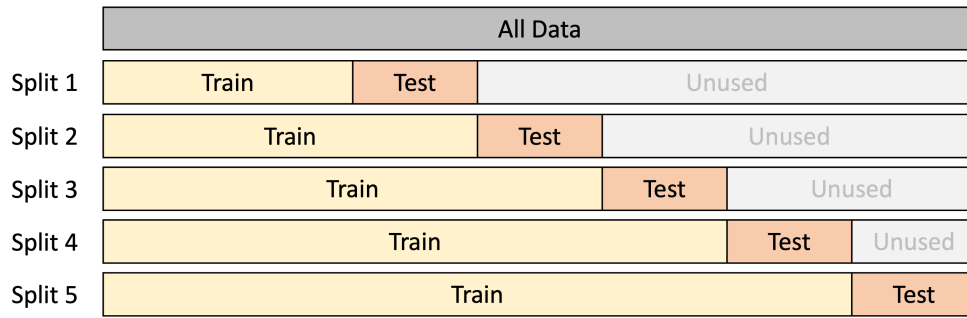 All Data
Split 1 Train Test Unused
Split 2 Train Test Unused
Split 3 Train Test Unused
Split 4 Train Test Unused
Split 5 Train Test